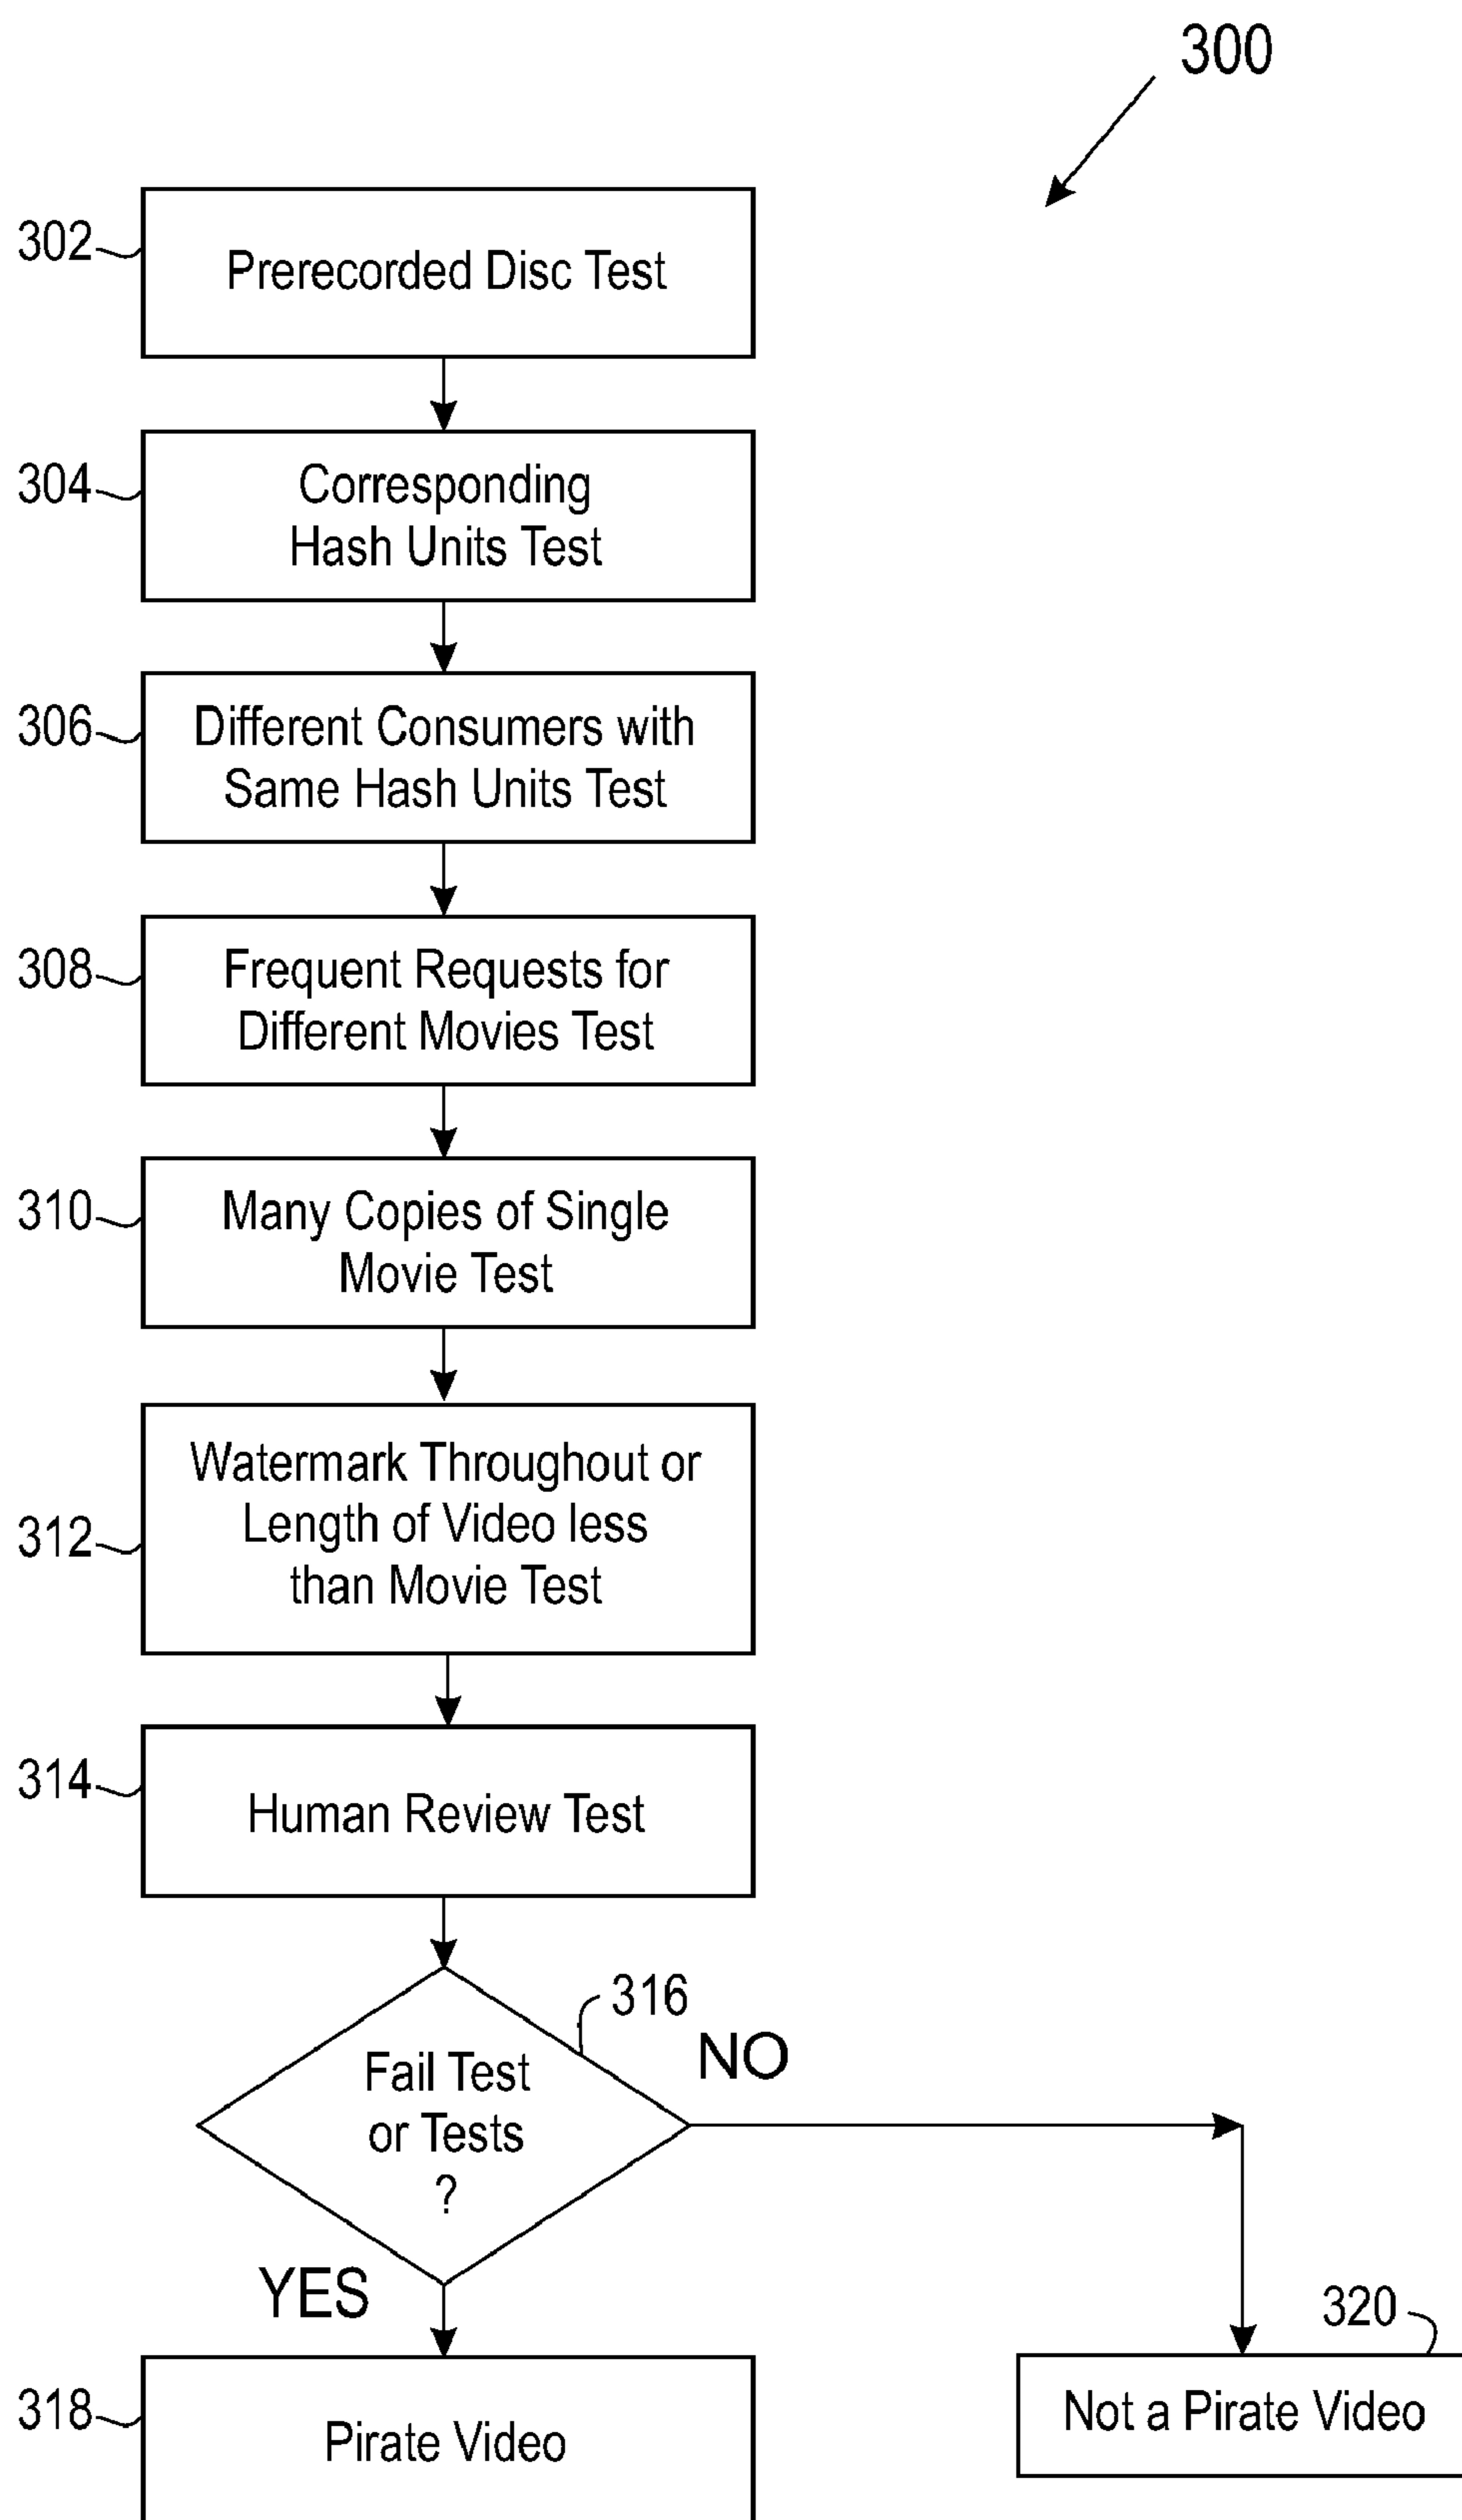 300
302
Prerecorded Disc Test
304
Corresponding
Hash Units Test
306
Different Consumers with
Same Hash Units Test
308
Frequent Requests for
Different Movies Test
310
Many Copies of Single
Movie Test
312
Watermark Throughout or
Length of Video less
than Movie Test
314
Human Review Test
316
Fail Test
or Tests
?
NO
YES
318
Pirate Video
320
Not a Pirate Video